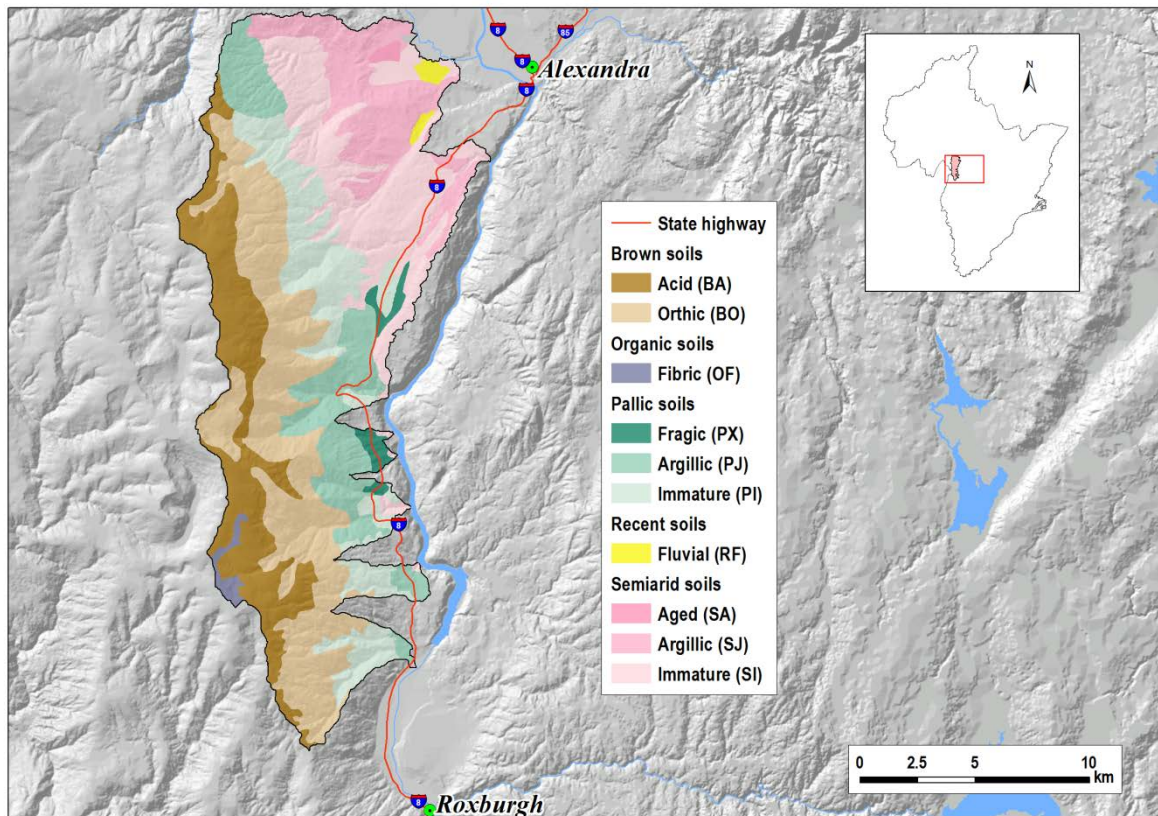 8
85
8
Alexandra
8
8
N
State highway
Brown soils
Acid (BA)
Orthic (BO)
Organic soils
Fibric (OF)
Pallic soils
Fragic (PX)
Argillic (PJ)
Immature (PI)
Recent soils
Fluvial (RF)
Semiarid soils
Aged (SA)
Argillic (SJ)
Immature (SI)
8
0 2.5 5 10
km
8
Roxburgh